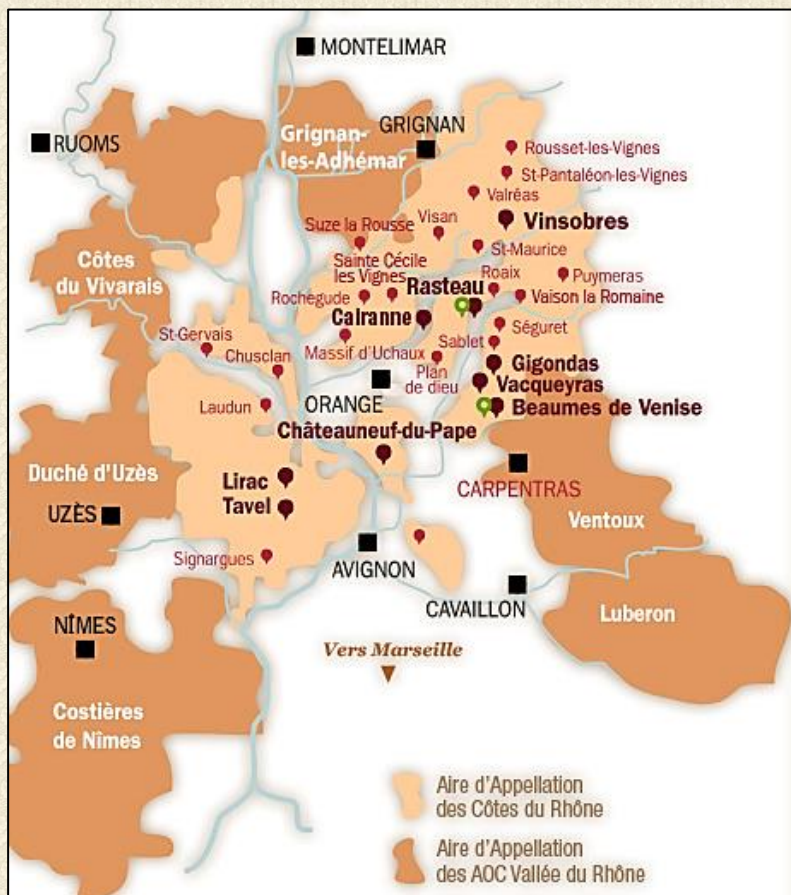 MONTELIMAR
RUOMS
GRIGNAN
Grignan-
les-Adhémar
Rousset-les-Vignes
St-Pantaléon-les-Vignes
Valréas
Vinsobres
Visan
Suze la Rousse
St-Maurice
Côtes
du Vivarais
Sainte Cécile
les Vignes
Rasteau
Roaix
Puymeras
Rochegude
Vaison la Romaine
Cairanne
Séguret
St-Gervais
Massif d'Uchaux
Sablet
Chusclan
Plan
de dieu
Gigondas
Vacqueyras
ORANGE
Laudun
Beaumes de Venise
Châteauneuf-du-Pape
Duché d'Uzès
Lirac
Tavel
CARPENTRAS
UZÈS
Ventoux
Signargues
AVIGNON
CAVAILLON
Luberon
NÎMES
Vers Marseille
Costières
de Nîmes
Aire d'Appellation
des Côtes du Rhône
Aire d'Appellation
des AOC Vallée du Rhône